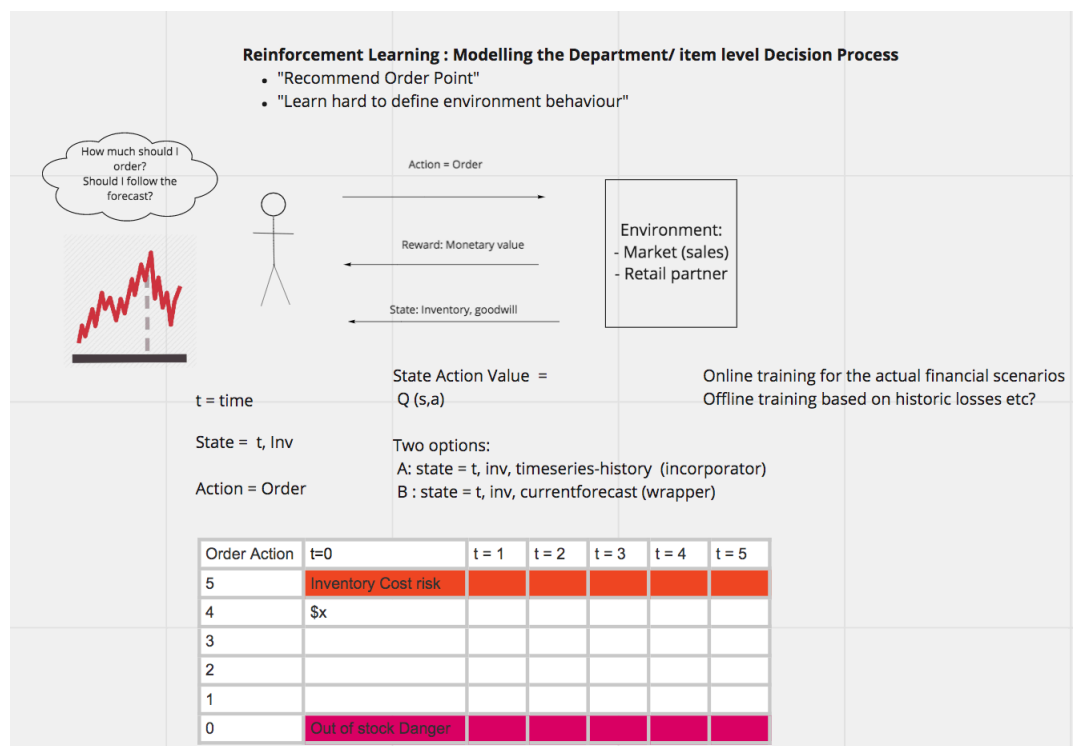 Reinforcement Learning : Modelling the Department/ item level Decision Process
• "Recommend Order Point"
• "Learn hard to define environment behaviour"
How much should I
order?
Should I follow the
forecast?
Action = Order
Reward: Monetary value
State: Inventory, goodwill
Environment:
- Market (sales)
- Retail partner
t = time
State = t, Inv
Action = Order
State Action Value =
Q (s,a)
Two options:
A: state = t, inv, timeseries-history (incorporator)
B : state = t, inv, currentforecast (wrapper)
Online training for the actual financial scenarios
Offline training based on historic losses etc?
Order Action t=0 t = 1 t = 2 t = 3 t = 4 t = 5
5 Inventory Cost risk
4 $x
3
2
1
0 Out of stock Danger